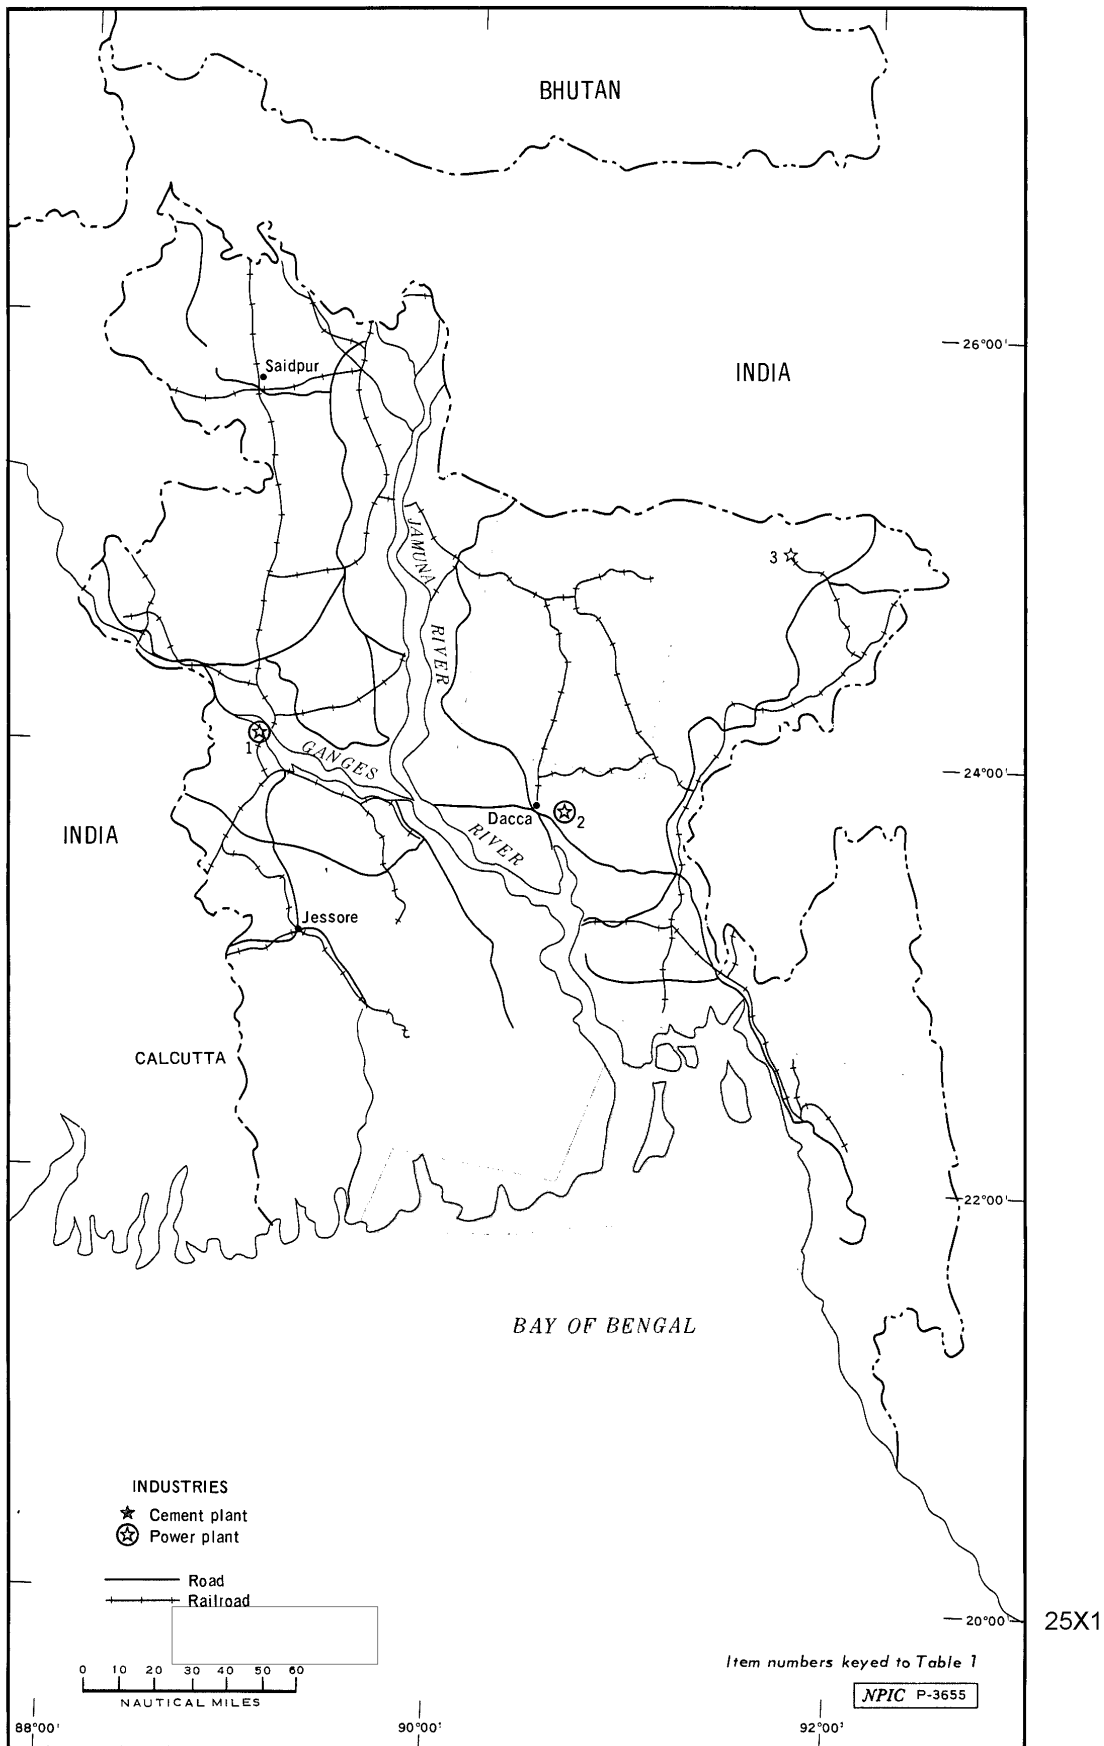 BHUTAN
26°00'
Saidpur
INDIA
JAMUNA
3
RIVER
1
GANGES
24°00'
Dacca
2
INDIA
RIVER
Jessore
CALCUTTA
22°00'
BAY OF BENGAL
INDUSTRIES
Cement plant
Power plant
Road
Railroad
20°00'
25X1
0 10 20 30 40 50 60
NAUTICAL MILES
Item numbers keyed to Table 1
NPIC P-3655
88°00' 90°00' 92°00'